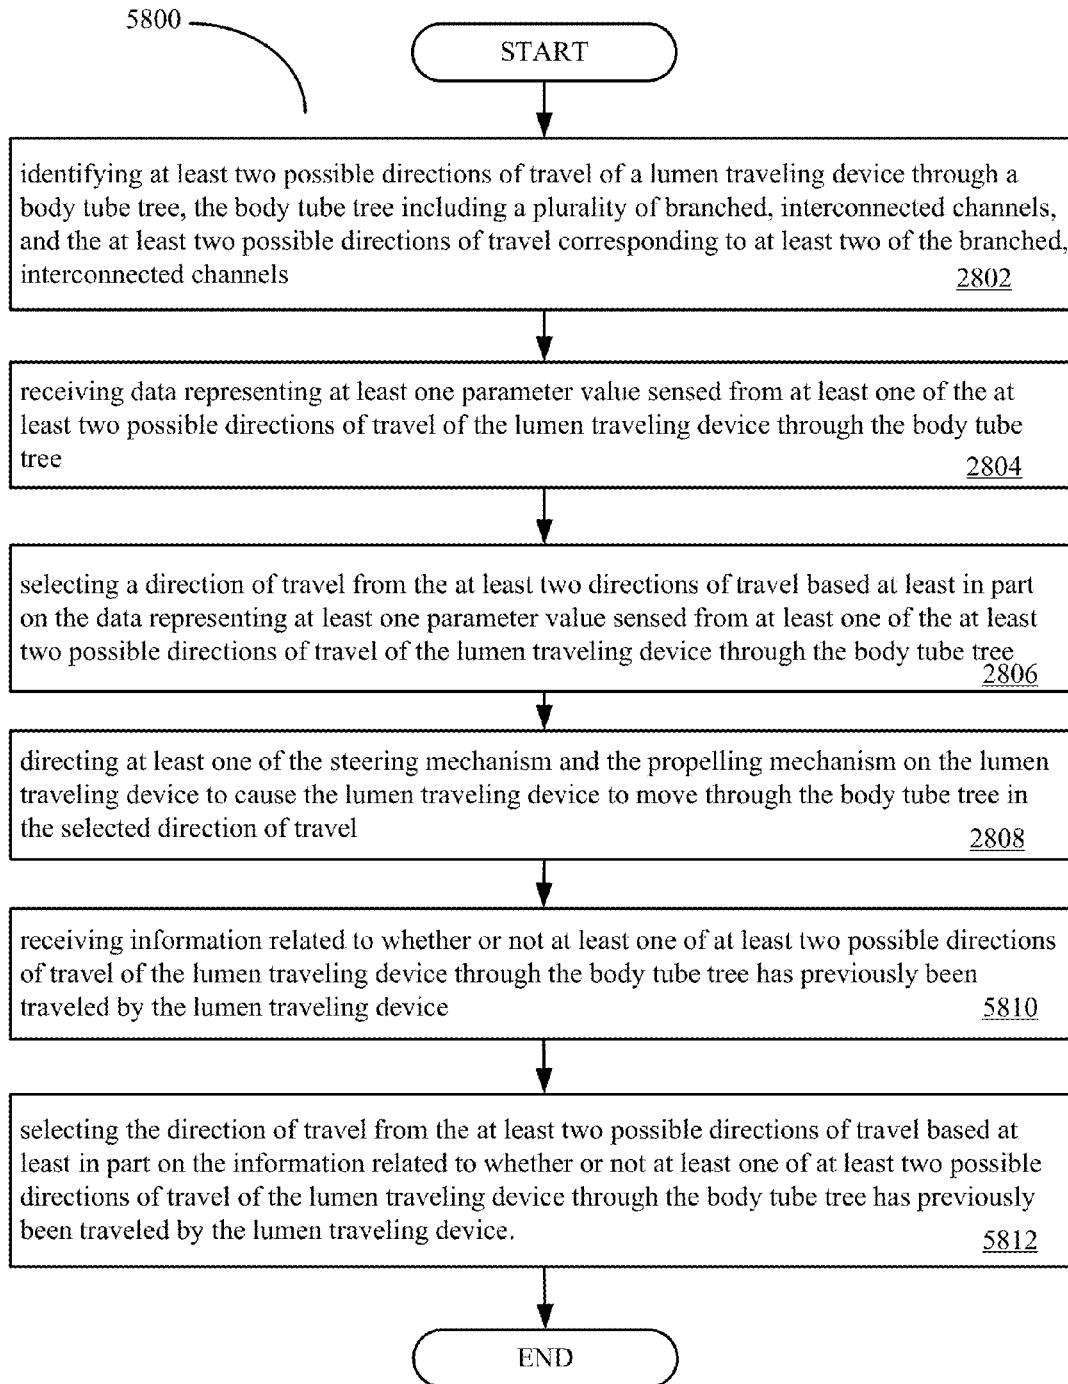 5800
START
identifying at least two possible directions of travel of a lumen traveling device through a
body tube tree, the body tube tree including a plurality of branched, interconnected channels,
and the at least two possible directions of travel corresponding to at least two of the branched,
interconnected channels
2802
receiving data representing at least one parameter value sensed from at least one of the at
least two possible directions of travel of the lumen traveling device through the body tube
tree
2804
selecting a direction of travel from the at least two directions of travel based at least in part
on the data representing at least one parameter value sensed from at least one of the at least
two possible directions of travel of the lumen traveling device through the body tube tree
2806
directing at least one of the steering mechanism and the propelling mechanism on the lumen
traveling device to cause the lumen traveling device to move through the body tube tree in
the selected direction of travel
2808
receiving information related to whether or not at least one of at least two possible directions
of travel of the lumen traveling device through the body tube tree has previously been
traveled by the lumen traveling device
5810
selecting the direction of travel from the at least two possible directions of travel based at
least in part on the information related to whether or not at least one of at least two possible
directions of travel of the lumen traveling device through the body tube tree has previously
been traveled by the lumen traveling device.
5812
END